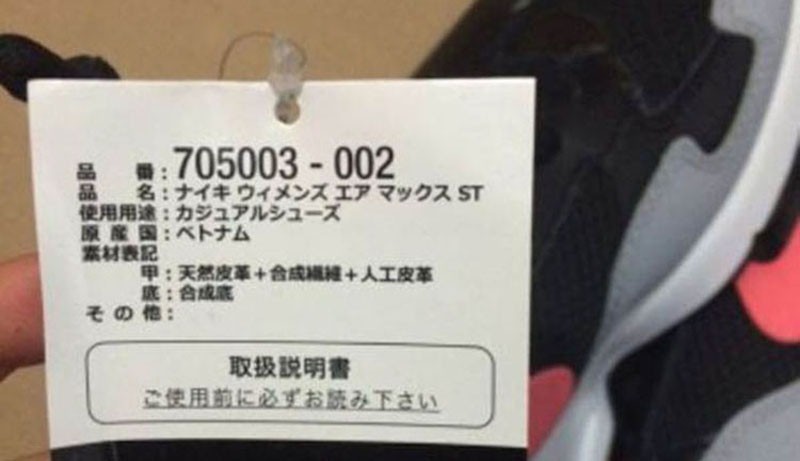 品 番：705003 - 002
品 名：ナイキ ウィメンズ エア マックス ST
使用用途：カジュアルシューズ
原 産 国：ベトナム
素材表記
甲：天然皮革＋合成繊維＋人工皮革
底：合成底
そ の 他：
取扱説明書
ご使用前に必ずお読み下さい